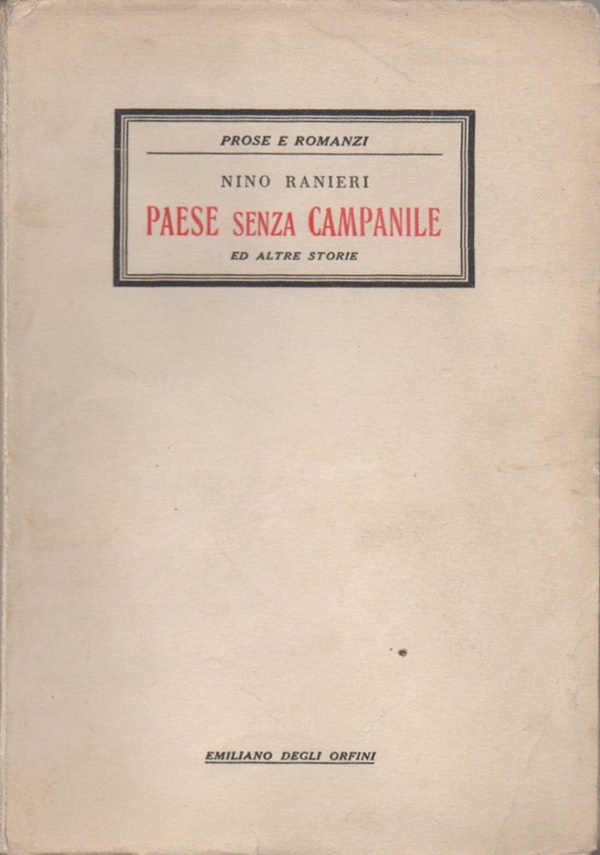 PROSE E ROMANZI
NINO RANIERI
PAESE SENZA CAMPANILE
ED ALTRE STORIE
EMILIANO DEGLI ORFINI